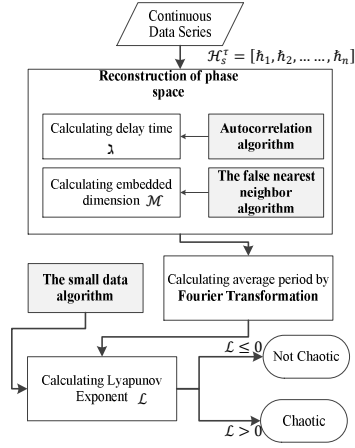 Continuous
Data Series
ℋₛ^τ = [ℏ₁, ℏ₂, … …, ℏₙ]
Reconstruction of phase
space
Calculating delay time
ℷ
Autocorrelation
algorithm
Calculating embedded
dimension ℳ
The false nearest
neighbor
algorithm
Calculating average period by
Fourier Transformation
The small data
algorithm
Calculating Lyapunov
Exponent ℒ
ℒ ≤ 0
Not Chaotic
Chaotic
ℒ > 0